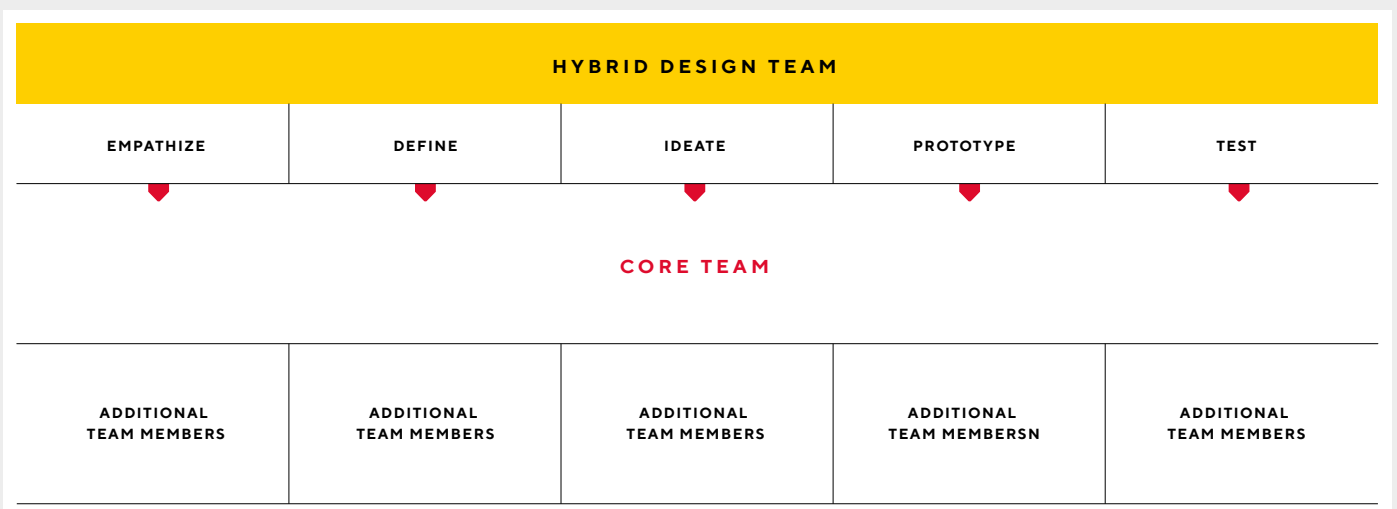 HYBRID DESIGN TEAM
EMPATHIZE
DEFINE
IDEATE
PROTOTYPE
TEST
CORE TEAM
ADDITIONAL
TEAM MEMBERS
ADDITIONAL
TEAM MEMBERS
ADDITIONAL
TEAM MEMBERS
ADDITIONAL
TEAM MEMBERSN
ADDITIONAL
TEAM MEMBERS